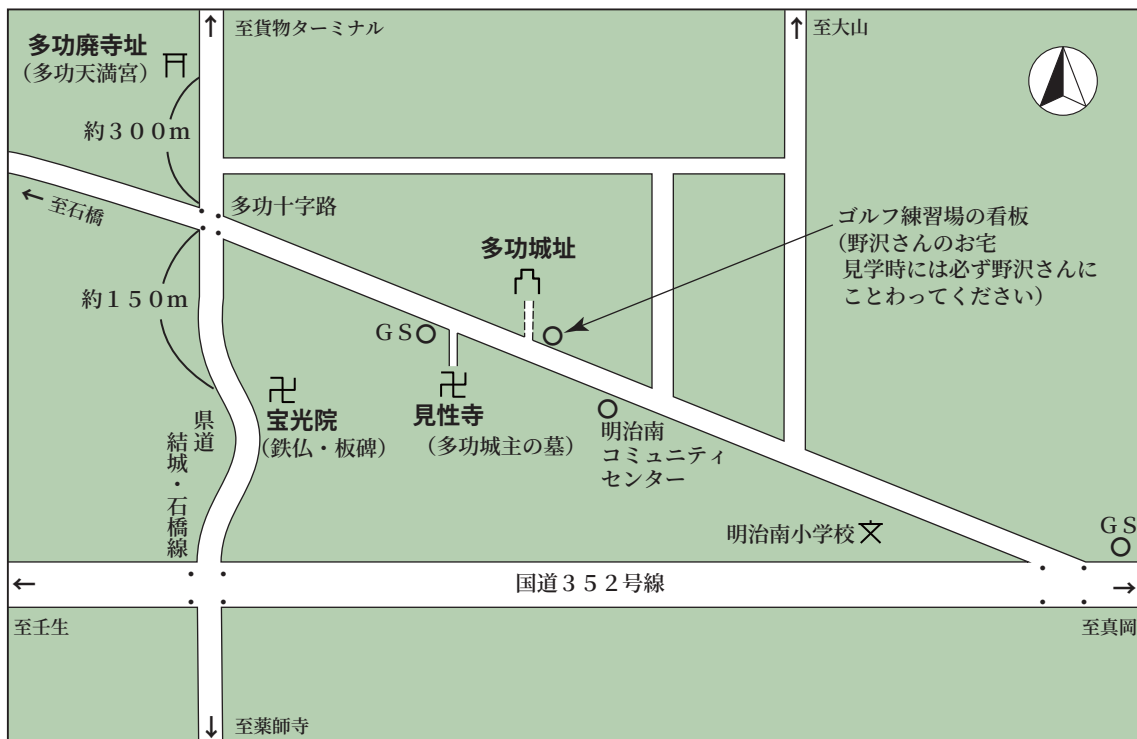 至貨物ターミナル
至大山
多功廃寺址
（多功天満宮）
約３００ｍ
至石橋
多功十字路
ゴルフ練習場の看板
（野沢さんのお宅
見学時には必ず野沢さんに
ことわってください）
多功城址
約１５０ｍ
ＧＳ
宝光院
（鉄仏・板碑）
見性寺
（多功城主の墓）
明治南
コミュニティ
センター
県道
結城・石橋線
明治南小学校
ＧＳ
国道３５２号線
至壬生
至真岡
至薬師寺